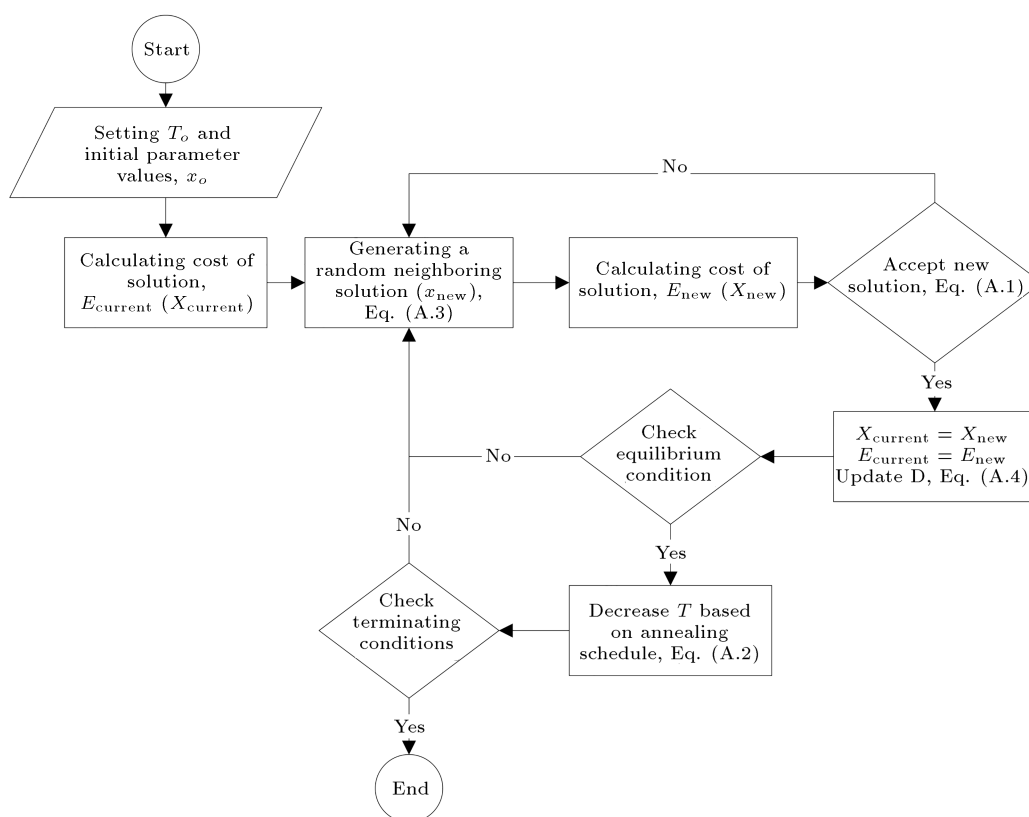 Start
Setting T_o and
initial parameter
values, x_o
Calculating cost of
solution,
E_current (X_current)
Generating a
random neighboring
solution (x_new),
Eq. (A.3)
Calculating cost of
solution, E_new (X_new)
No
Accept new
solution, Eq. (A.1)
Yes
X_current = X_new
E_current = E_new
Update D, Eq. (A.4)
Check
equilibrium
condition
No
Yes
Decrease T based
on annealing
schedule, Eq. (A.2)
No
Check
terminating
conditions
Yes
End